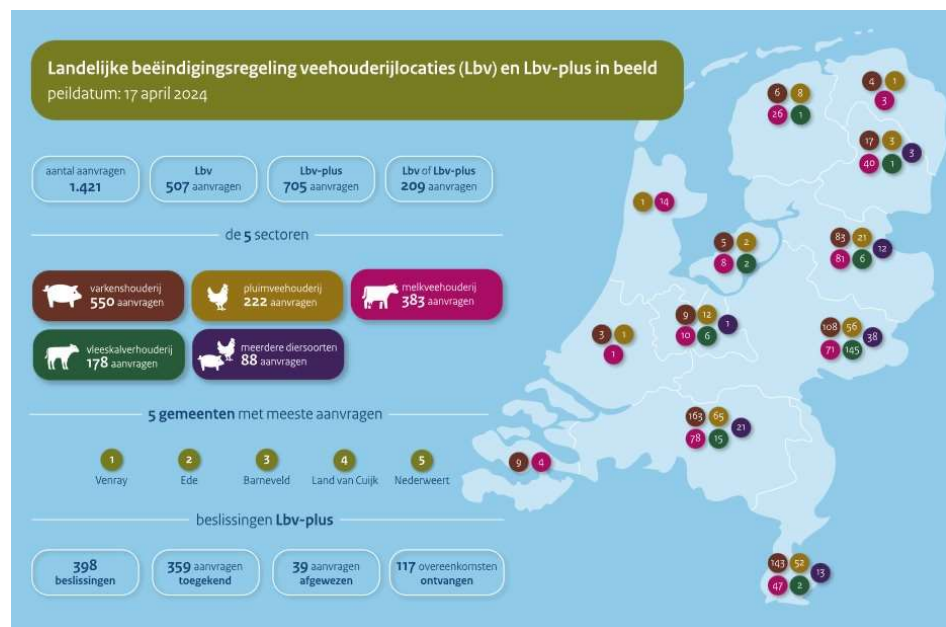 Landelijke beëindigingsregeling veehouderijlocaties (Lbv) en Lbv-plus in beeld
peildatum: 17 april 2024
aantal aanvragen
1.421
Lbv
507 aanvragen
Lbv-plus
705 aanvragen
Lbv of Lbv-plus
209 aanvragen
de 5 sectoren
varkenshouderij
550 aanvragen
pluimveehouderij
222 aanvragen
melkveehouderij
383 aanvragen
vleeskalverhouderij
178 aanvragen
meerdere diersoorten
88 aanvragen
5 gemeenten met meeste aanvragen
1
Venray
2
Ede
3
Barneveld
4
Land van Cuijk
5
Nederweert
beslissingen Lbv-plus
398
beslissingen
359 aanvragen
toegekend
39 aanvragen
afgewezen
117 overeenkomsten
ontvangen
6 8
26 1
4 1
3
17 3
3
40 1
1 14
5 2
8 2
83 21
12
81 6
9 12
1
10 6
3 1
1
108 56
38
71 145
163 65
21
78 15
9 4
143 52
13
47 2